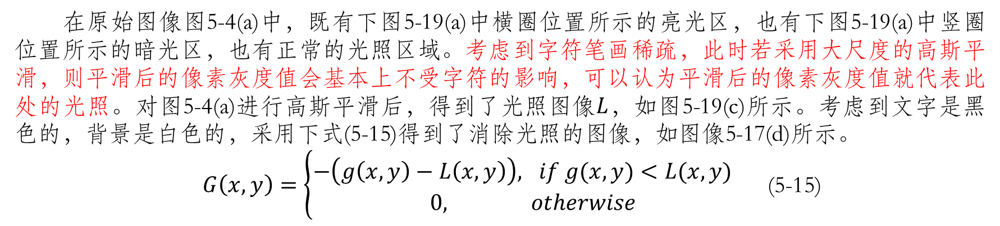 在原始图像图5-4(a)中，既有下图5-19(a)中横圈位置所示的亮光区，也有下图5-19(a)中竖圈
位置所示的暗光区，也有正常的光照区域。考虑到字符笔画稀疏，此时若采用大尺度的高斯平
滑，则平滑后的像素灰度值会基本上不受字符的影响，可以认为平滑后的像素灰度值就代表此
处的光照。对图5-4(a)进行高斯平滑后，得到了光照图像L，如图5-19(c)所示。考虑到文字是黑
色的，背景是白色的，采用下式(5-15)得到了消除光照的图像，如图像5-17(d)所示。
G(x,y) = { −(g(x,y) − L(x,y)), if g(x,y) < L(x,y) (5-15)
0, otherwise